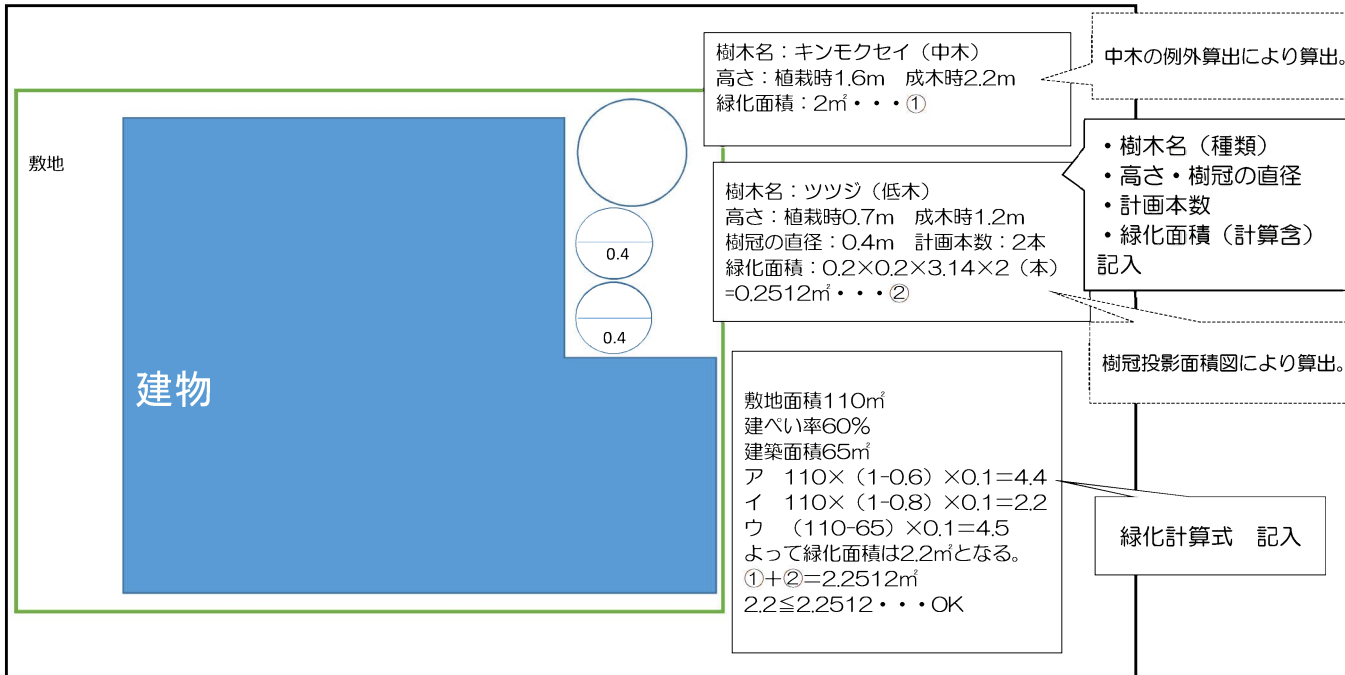 樹木名：キンモクセイ（中木）
高さ：植栽時1.6m　成木時2.2m
緑化面積：2㎡・・・①
中木の例外算出により算出。
敷地
建物
0.4
0.4
樹木名：ツツジ（低木）
高さ：植栽時0.7m　成木時1.2m
樹冠の直径：0.4m　計画本数：2本
緑化面積：0.2×0.2×3.14×2（本）
=0.2512㎡・・・②
・樹木名（種類）
・高さ・樹冠の直径
・計画本数
・緑化面積（計算含）
記入
樹冠投影面積図により算出。
敷地面積110㎡
建ぺい率60%
建築面積65㎡
ア　110×（1-0.6）×0.1=4.4
イ　110×（1-0.8）×0.1=2.2
ウ　（110-65）×0.1=4.5
よって緑化面積は2.2㎡となる。
①+②=2.2512㎡
2.2≦2.2512・・・OK
緑化計算式　記入